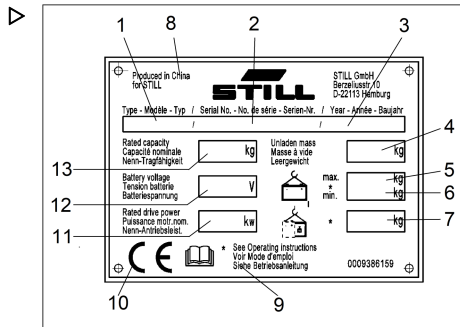 1
8
2
3
Produced in China
for STILL
STILL
STILL GmbH
Berzeliusstr.10
D-22113 Hamburg
Type - Modèle - Typ / Serial No. - No. de série - Serien-Nr. / Year - Année - Baujahr
/ /
Rated capacity
Capacité nominale
Nenn-Tragfähigkeit
kg
Unladen mass
Masse à vide
Leergewicht
kg
4
13
Battery voltage
Tension batterie
Batteriespannung
V
max.
*
min.
kg
kg
5
6
12
Rated drive power
Puissance motr.nom.
Nenn-Antriebsleist.
kw
*
kg
7
11
CE
* See Operating instructions
Voir Mode d'emploi
Siehe Betriebsanleitung
0009386159
10
9